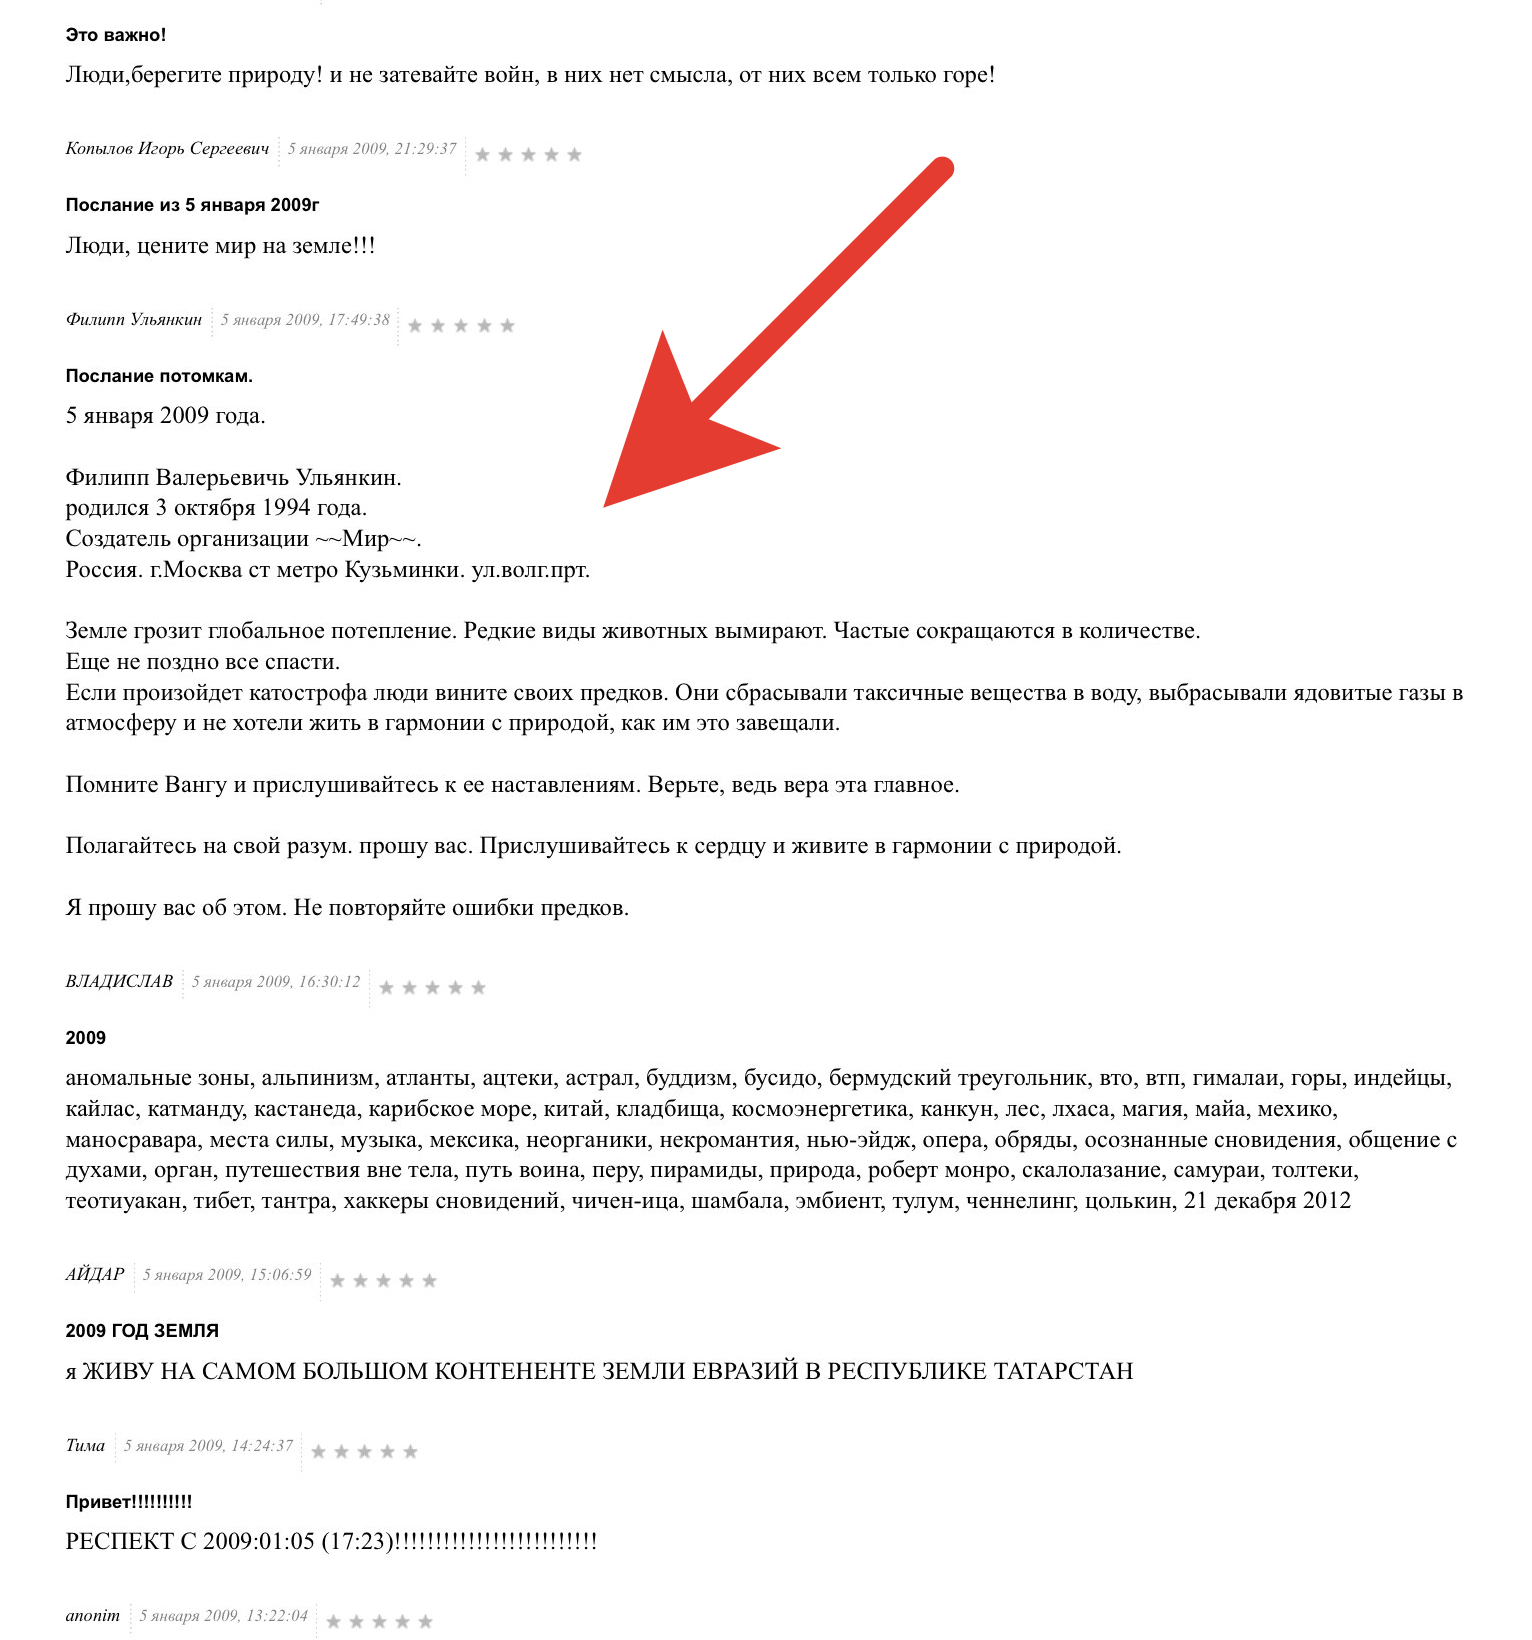 Это важно!
Люди,берегите природу! и не затевайте войн, в них нет смысла, от них всем только горе!
Копылов Игорь Сергеевич 5 января 2009, 21:29:37
Послание из 5 января 2009г
Люди, цените мир на земле!!!
Филипп Ульянкин 5 января 2009, 17:49:38
Послание потомкам.
5 января 2009 года.
Филипп Валерьевичь Ульянкин.
родился 3 октября 1994 года.
Создатель организации ~~Мир~~.
Россия. г.Москва ст метро Кузьминки. ул.волг.прт.
Земле грозит глобальное потепление. Редкие виды животных вымирают. Частые сокращаются в количестве.
Еще не поздно все спасти.
Если произойдет катострофа люди вините своих предков. Они сбрасывали таксичные вещества в воду, выбрасывали ядовитые газы в
атмосферу и не хотели жить в гармонии с природой, как им это завещали.
Помните Вангу и прислушивайтесь к ее наставлениям. Верьте, ведь вера эта главное.
Полагайтесь на свой разум. прошу вас. Прислушивайтесь к сердцу и живите в гармонии с природой.
Я прошу вас об этом. Не повторяйте ошибки предков.
ВЛАДИСЛАВ 5 января 2009, 16:30:12
2009
аномальные зоны, альпинизм, атланты, ацтеки, астрал, буддизм, бусидо, бермудский треугольник, вто, втп, гималаи, горы, индейцы,
кайлас, катманду, кастанеда, карибское море, китай, кладбища, космоэнергетика, канкун, лес, лхаса, магия, майа, мехико,
маносравара, места силы, музыка, мексика, неорганики, некромантия, нью-эйдж, опера, обряды, осознанные сновидения, общение с
духами, орган, путешествия вне тела, путь воина, перу, пирамиды, природа, роберт монро, скалолазание, самураи, толтеки,
теотиуакан, тибет, тантра, хаккеры сновидений, чичен-ица, шамбала, эмбиент, тулум, ченнелинг, цолькин, 21 декабря 2012
АЙДАР 5 января 2009, 15:06:59
2009 ГОД ЗЕМЛЯ
я ЖИВУ НА САМОМ БОЛЬШОМ КОНТЕНЕНТЕ ЗЕМЛИ ЕВРАЗИЙ В РЕСПУБЛИКЕ ТАТАРСТАН
Тима 5 января 2009, 14:24:37
Привет!!!!!!!!!!
РЕСПЕКТ С 2009:01:05 (17:23)!!!!!!!!!!!!!!!!!!!!!!!!!
anonim 5 января 2009, 13:22:04